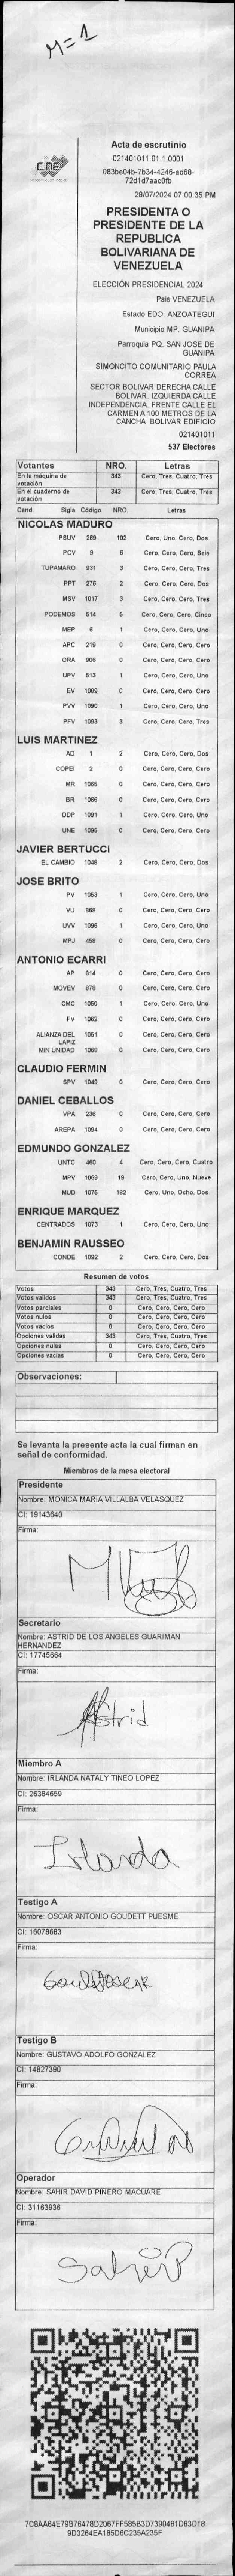 M=1
CNE
Acta de escrutinio
021401011.01.1.0001
083be04b-7b34-4246-ad68-
72d1d7aac0fb
28/07/2024 07:00:35 PM
PRESIDENTA O
PRESIDENTE DE LA
REPUBLICA
BOLIVARIANA DE
VENEZUELA
ELECCIÓN PRESIDENCIAL 2024
País VENEZUELA
Estado EDO. ANZOATEGUI
Municipio MP. GUANIPA
Parroquia PQ. SAN JOSE DE
GUANIPA
SIMONCITO COMUNITARIO PAULA
CORREA
SECTOR BOLIVAR DERECHA CALLE
BOLIVAR. IZQUIERDA CALLE
INDEPENDENCIA. FRENTE CALLE EL
CARMEN A 100 METROS DE LA
CANCHA BOLIVAR EDIFICIO
021401011
537 Electores
Votantes NRO. Letras
En la máquina de votación 343 Cero, Tres, Cuatro, Tres
En el cuaderno de votación 343 Cero, Tres, Cuatro, Tres
Cand. Sigla Código NRO. Letras
NICOLAS MADURO
PSUV 269 102 Cero, Uno, Cero, Dos
PCV 9 6 Cero, Cero, Cero, Seis
TUPAMARO 931 3 Cero, Cero, Cero, Tres
PPT 276 2 Cero, Cero, Cero, Dos
MSV 1017 3 Cero, Cero, Cero, Tres
PODEMOS 514 5 Cero, Cero, Cero, Cinco
MEP 6 1 Cero, Cero, Cero, Uno
APC 219 0 Cero, Cero, Cero, Cero
ORA 906 0 Cero, Cero, Cero, Cero
UPV 513 1 Cero, Cero, Cero, Uno
EV 1089 0 Cero, Cero, Cero, Cero
PVV 1090 1 Cero, Cero, Cero, Uno
PFV 1093 3 Cero, Cero, Cero, Tres
LUIS MARTINEZ
AD 1 2 Cero, Cero, Cero, Dos
COPEI 2 0 Cero, Cero, Cero, Cero
MR 1065 0 Cero, Cero, Cero, Cero
BR 1066 0 Cero, Cero, Cero, Cero
DDP 1091 1 Cero, Cero, Cero, Uno
UNE 1095 0 Cero, Cero, Cero, Cero
JAVIER BERTUCCI
EL CAMBIO 1048 2 Cero, Cero, Cero, Dos
JOSE BRITO
PV 1053 1 Cero, Cero, Cero, Uno
VU 868 0 Cero, Cero, Cero, Cero
UVV 1096 1 Cero, Cero, Cero, Uno
MPJ 458 0 Cero, Cero, Cero, Cero
ANTONIO ECARRI
AP 814 0 Cero, Cero, Cero, Cero
MOVEV 678 0 Cero, Cero, Cero, Cero
CMC 1050 1 Cero, Cero, Cero, Uno
FV 1062 0 Cero, Cero, Cero, Cero
ALIANZA DEL LAPIZ 1051 0 Cero, Cero, Cero, Cero
MIN UNIDAD 1068 0 Cero, Cero, Cero, Cero
CLAUDIO FERMIN
SPV 1049 0 Cero, Cero, Cero, Cero
DANIEL CEBALLOS
VPA 236 0 Cero, Cero, Cero, Cero
AREPA 1094 0 Cero, Cero, Cero, Cero
EDMUNDO GONZALEZ
UNTC 460 4 Cero, Cero, Cero, Cuatro
MPV 1069 19 Cero, Cero, Uno, Nueve
MUD 1075 182 Cero, Uno, Ocho, Dos
ENRIQUE MARQUEZ
CENTRADOS 1073 1 Cero, Cero, Cero, Uno
BENJAMIN RAUSSEO
CONDE 1092 2 Cero, Cero, Cero, Dos
Resumen de votos
Votos 343 Cero, Tres, Cuatro, Tres
Votos validos 343 Cero, Tres, Cuatro, Tres
Votos parciales 0 Cero, Cero, Cero, Cero
Votos nulos 0 Cero, Cero, Cero, Cero
Votos vacios 0 Cero, Cero, Cero, Cero
Opciones validas 343 Cero, Tres, Cuatro, Tres
Opciones nulas 0 Cero, Cero, Cero, Cero
Opciones vacias 0 Cero, Cero, Cero, Cero
Observaciones:
Se levanta la presente acta la cual firman en
señal de conformidad.
Miembros de la mesa electoral
Presidente
Nombre: MONICA MARIA VILLALBA VELASQUEZ
CI: 19143640
Firma:
Secretario
Nombre: ASTRID DE LOS ANGELES GUARIMAN
HERNANDEZ
CI: 17745664
Firma:
Astrid
Miembro A
Nombre: IRLANDA NATALY TINEO LOPEZ
CI: 26384659
Firma:
Irlanda
Testigo A
Nombre: OSCAR ANTONIO GOUDETT PUESME
CI: 16078683
Firma:
Testigo B
Nombre: GUSTAVO ADOLFO GONZALEZ
CI: 14827390
Firma:
Operador
Nombre: SAHIR DAVID PIÑERO MACUARE
CI: 31163936
Firma:
Sahir P
7C8AA64E79B76478D2067FF585B3D7390481D83D18
9D3264EA185D6C235A235F